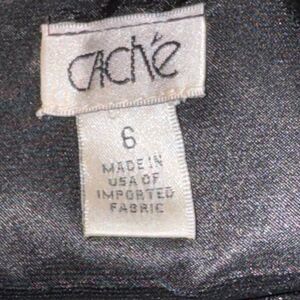 Caché
6
MADE IN
USA OF
IMPORTED
FABRIC